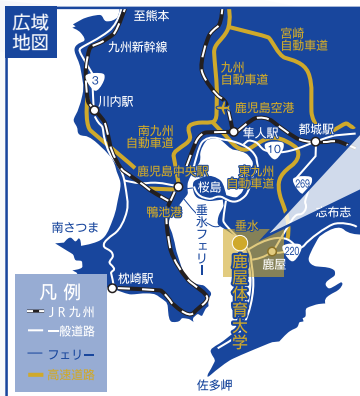 広域
地図
至熊本
九州新幹線
宮崎
自動車道
九州
自動車道
3
川内駅
鹿児島空港
南九州
自動車道
隼人駅
都城駅
10
鹿児島中央駅
桜島
東九州
自動車道
269
鴨池港
垂水フェリー
志布志
南さつま
垂水
220
鹿屋
鹿屋体育大学
枕崎駅
凡 例
JR九州
一般道路
フェリー
高速道路
佐多岬